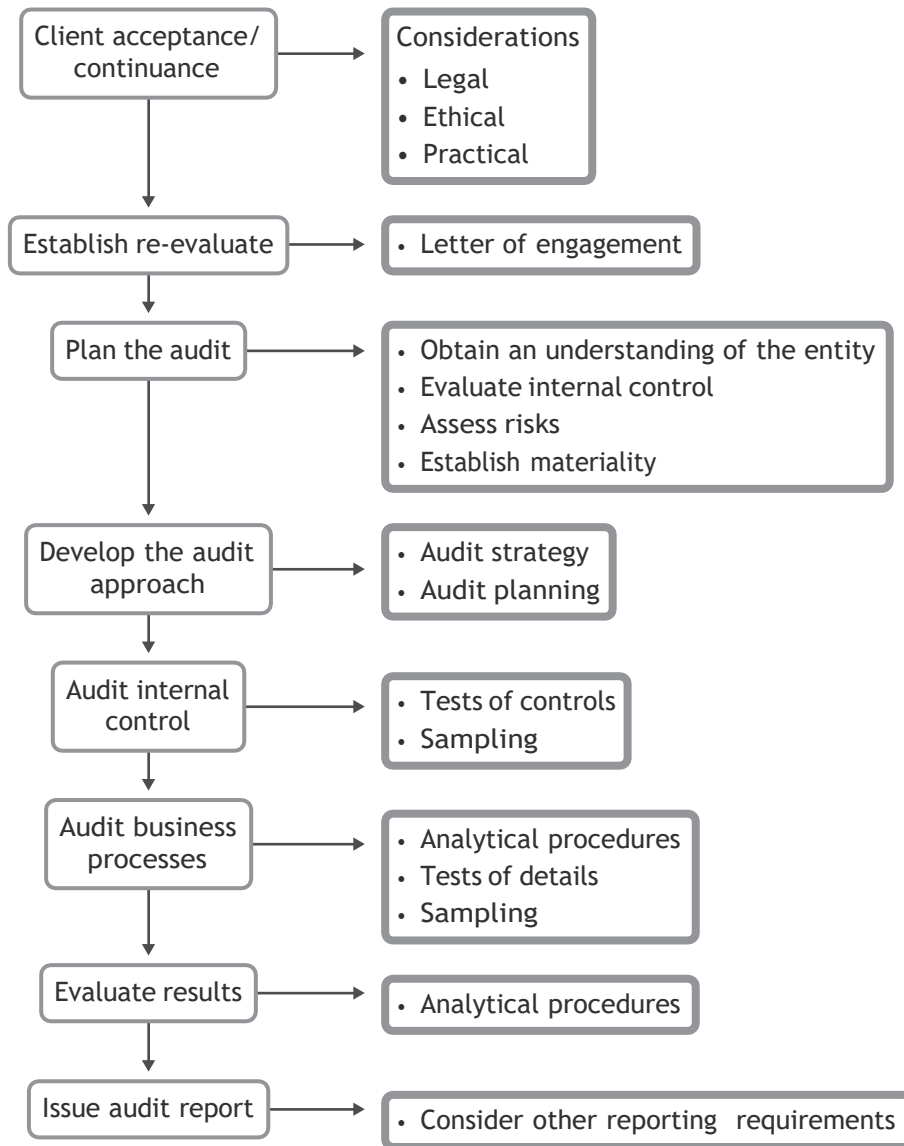 Client acceptance/
continuance
Considerations
• Legal
• Ethical
• Practical
Establish re-evaluate
• Letter of engagement
Plan the audit
• Obtain an understanding of the entity
• Evaluate internal control
• Assess risks
• Establish materiality
Develop the audit
approach
• Audit strategy
• Audit planning
Audit internal
control
• Tests of controls
• Sampling
Audit business
processes
• Analytical procedures
• Tests of details
• Sampling
Evaluate results
• Analytical procedures
Issue audit report
• Consider other reporting requirements